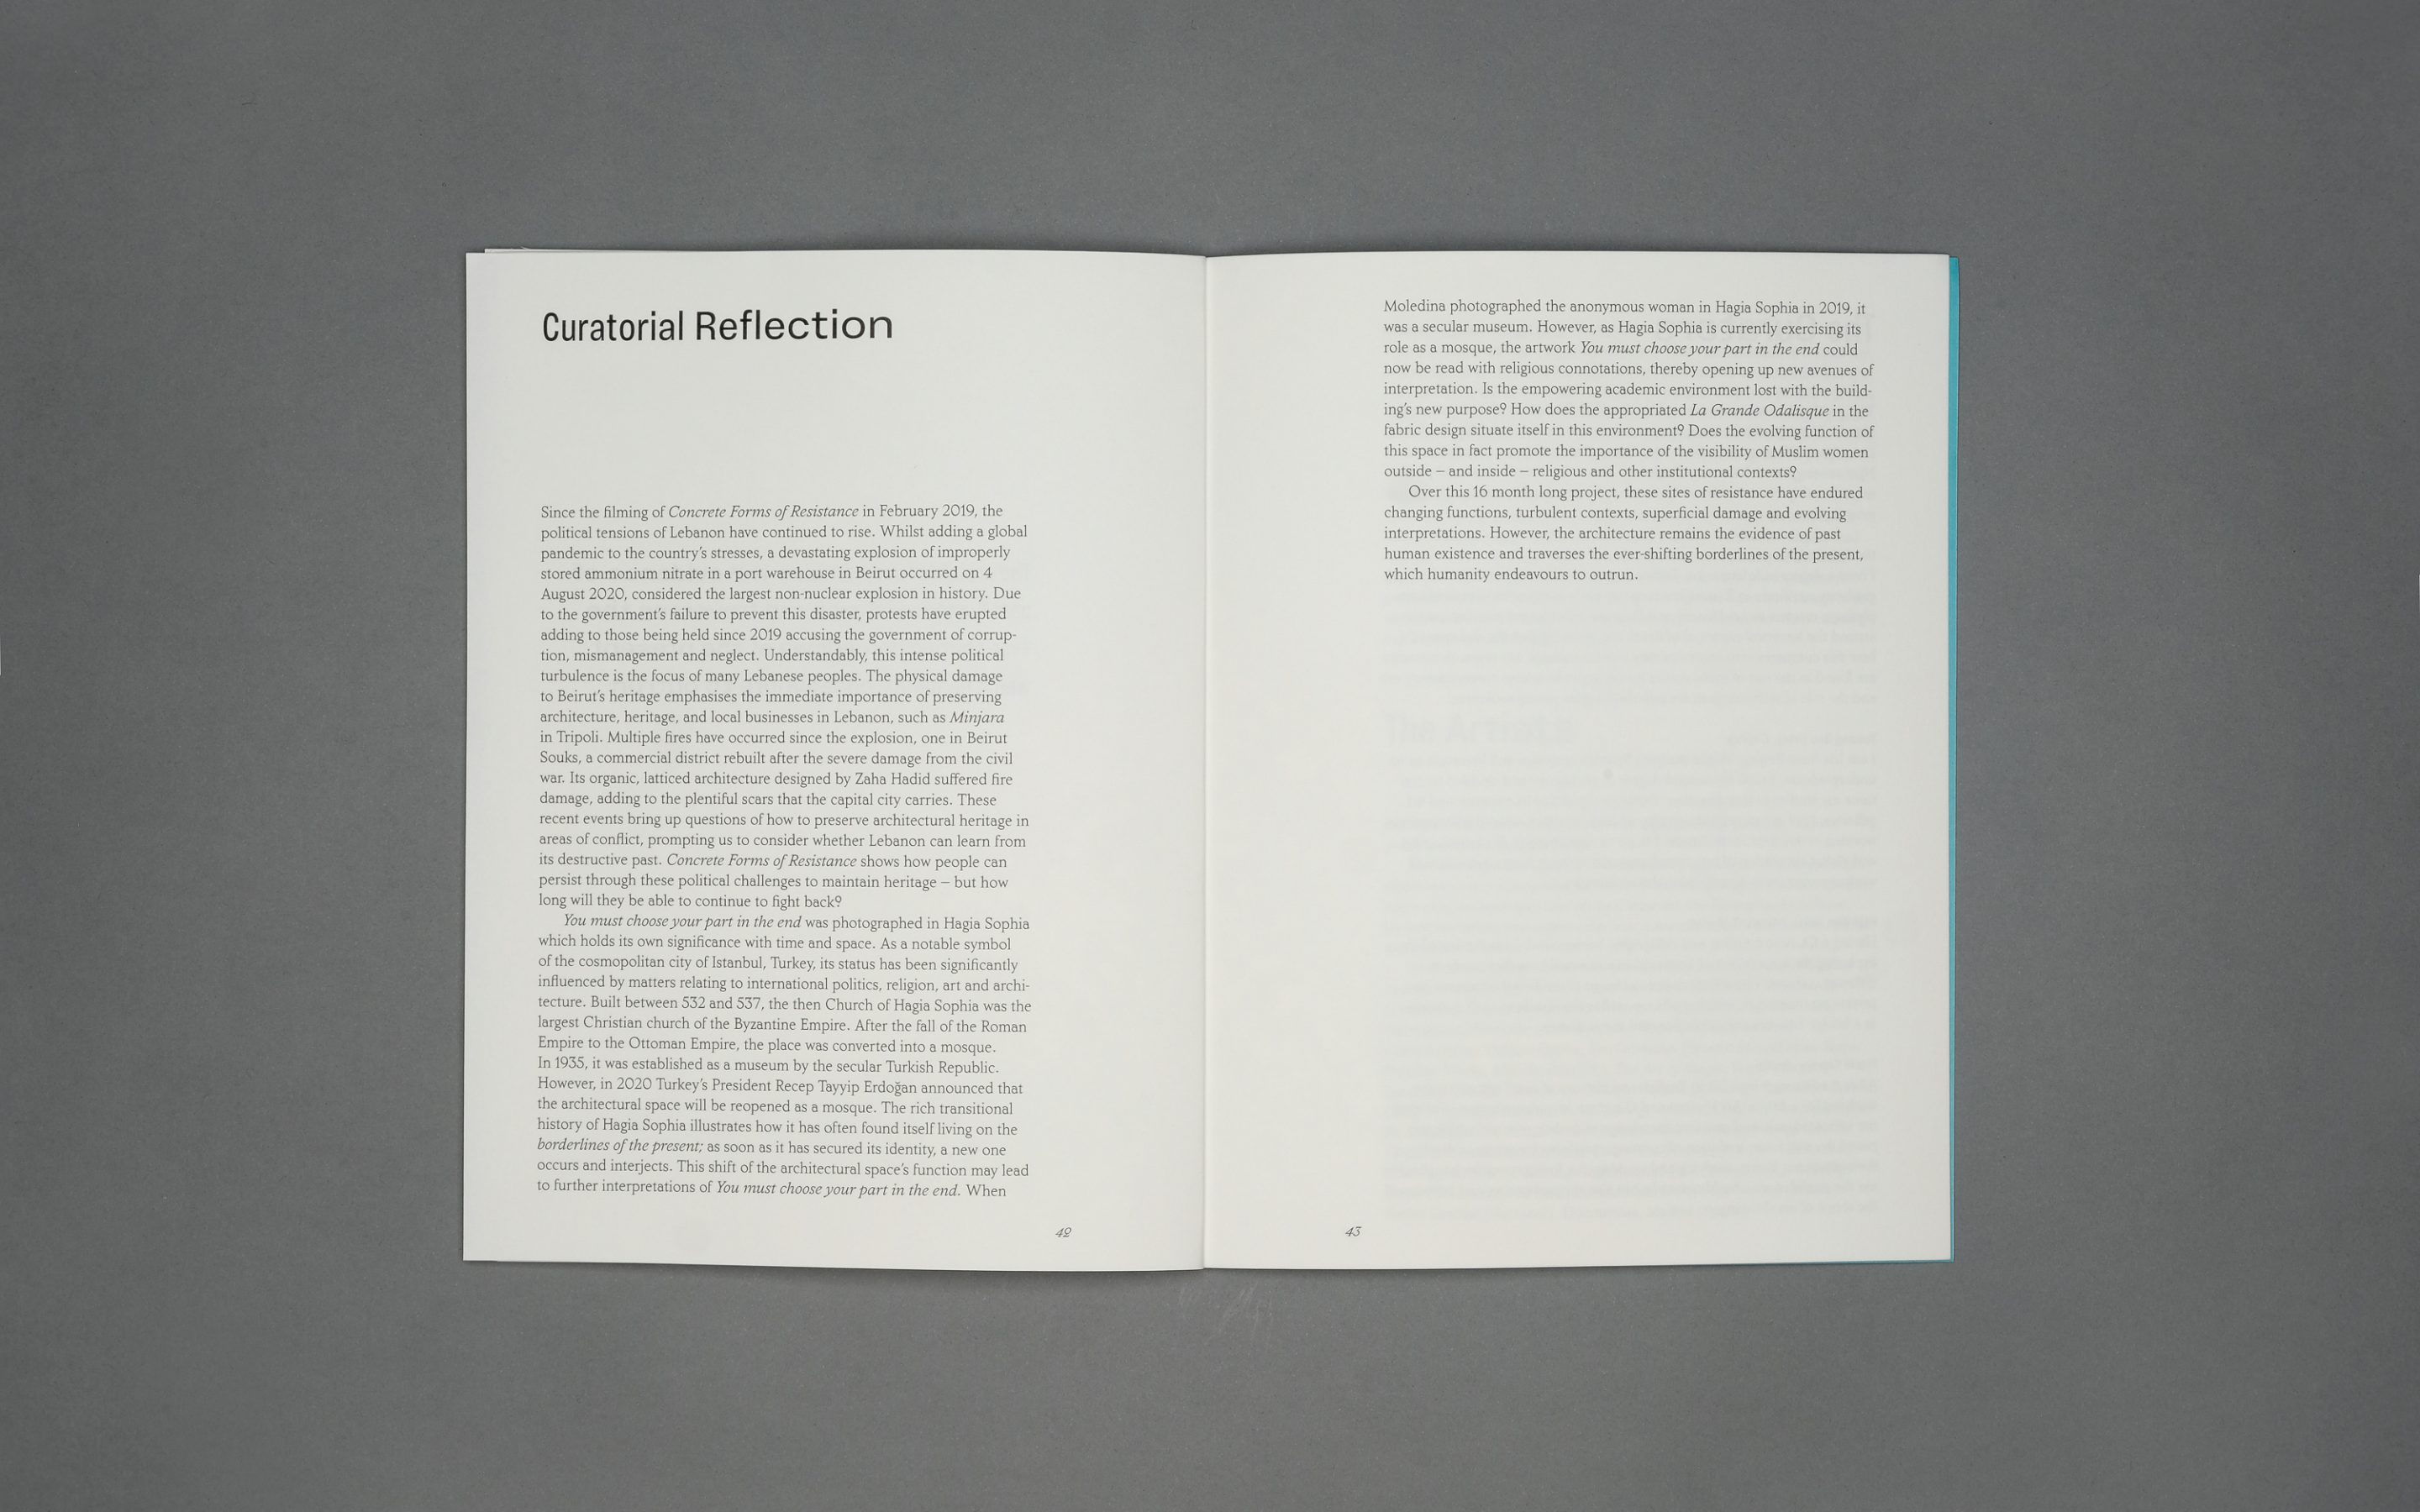 Curatorial Reflection
Since the filming of Concrete Forms of Resistance in February 2019, the
political tensions of Lebanon have continued to rise. Whilst adding a global
pandemic to the country's stresses, a devastating explosion of improperly
stored ammonium nitrate in a port warehouse in Beirut occurred on 4
August 2020, considered the largest non-nuclear explosion in history. Due
to the government's failure to prevent this disaster, protests have erupted
adding to those being held since 2019 accusing the government of corrup-
tion, mismanagement and neglect. Understandably, this intense political
turbulence is the focus of many Lebanese peoples. The physical damage
to Beirut's heritage emphasises the immediate importance of preserving
architecture, heritage, and local businesses in Lebanon, such as Minjara
in Tripoli. Multiple fires have occurred since the explosion, one in Beirut
Souks, a commercial district rebuilt after the severe damage from the civil
war. Its organic, latticed architecture designed by Zaha Hadid suffered fire
damage, adding to the plentiful scars that the capital city carries. These
recent events bring up questions of how to preserve architectural heritage in
areas of conflict, prompting us to consider whether Lebanon can learn from
its destructive past. Concrete Forms of Resistance shows how people can
persist through these political challenges to maintain heritage – but how
long will they be able to continue to fight back?
You must choose your part in the end was photographed in Hagia Sophia
which holds its own significance with time and space. As a notable symbol
of the cosmopolitan city of Istanbul, Turkey, its status has been significantly
influenced by matters relating to international politics, religion, art and archi-
tecture. Built between 532 and 537, the then Church of Hagia Sophia was the
largest Christian church of the Byzantine Empire. After the fall of the Roman
Empire to the Ottoman Empire, the place was converted into a mosque.
In 1935, it was established as a museum by the secular Turkish Republic.
However, in 2020 Turkey's President Recep Tayyip Erdoğan announced that
the architectural space will be reopened as a mosque. The rich transitional
history of Hagia Sophia illustrates how it has often found itself living on the
borderlines of the present; as soon as it has secured its identity, a new one
occurs and interjects. This shift of the architectural space's function may lead
to further interpretations of You must choose your part in the end. When
42
Moledina photographed the anonymous woman in Hagia Sophia in 2019, it
was a secular museum. However, as Hagia Sophia is currently exercising its
role as a mosque, the artwork You must choose your part in the end could
now be read with religious connotations, thereby opening up new avenues of
interpretation. Is the empowering academic environment lost with the build-
ing's new purpose? How does the appropriated La Grande Odalisque in the
fabric design situate itself in this environment? Does the evolving function of
this space in fact promote the importance of the visibility of Muslim women
outside – and inside – religious and other institutional contexts?
Over this 16 month long project, these sites of resistance have endured
changing functions, turbulent contexts, superficial damage and evolving
interpretations. However, the architecture remains the evidence of past
human existence and traverses the ever-shifting borderlines of the present,
which humanity endeavours to outrun.
43